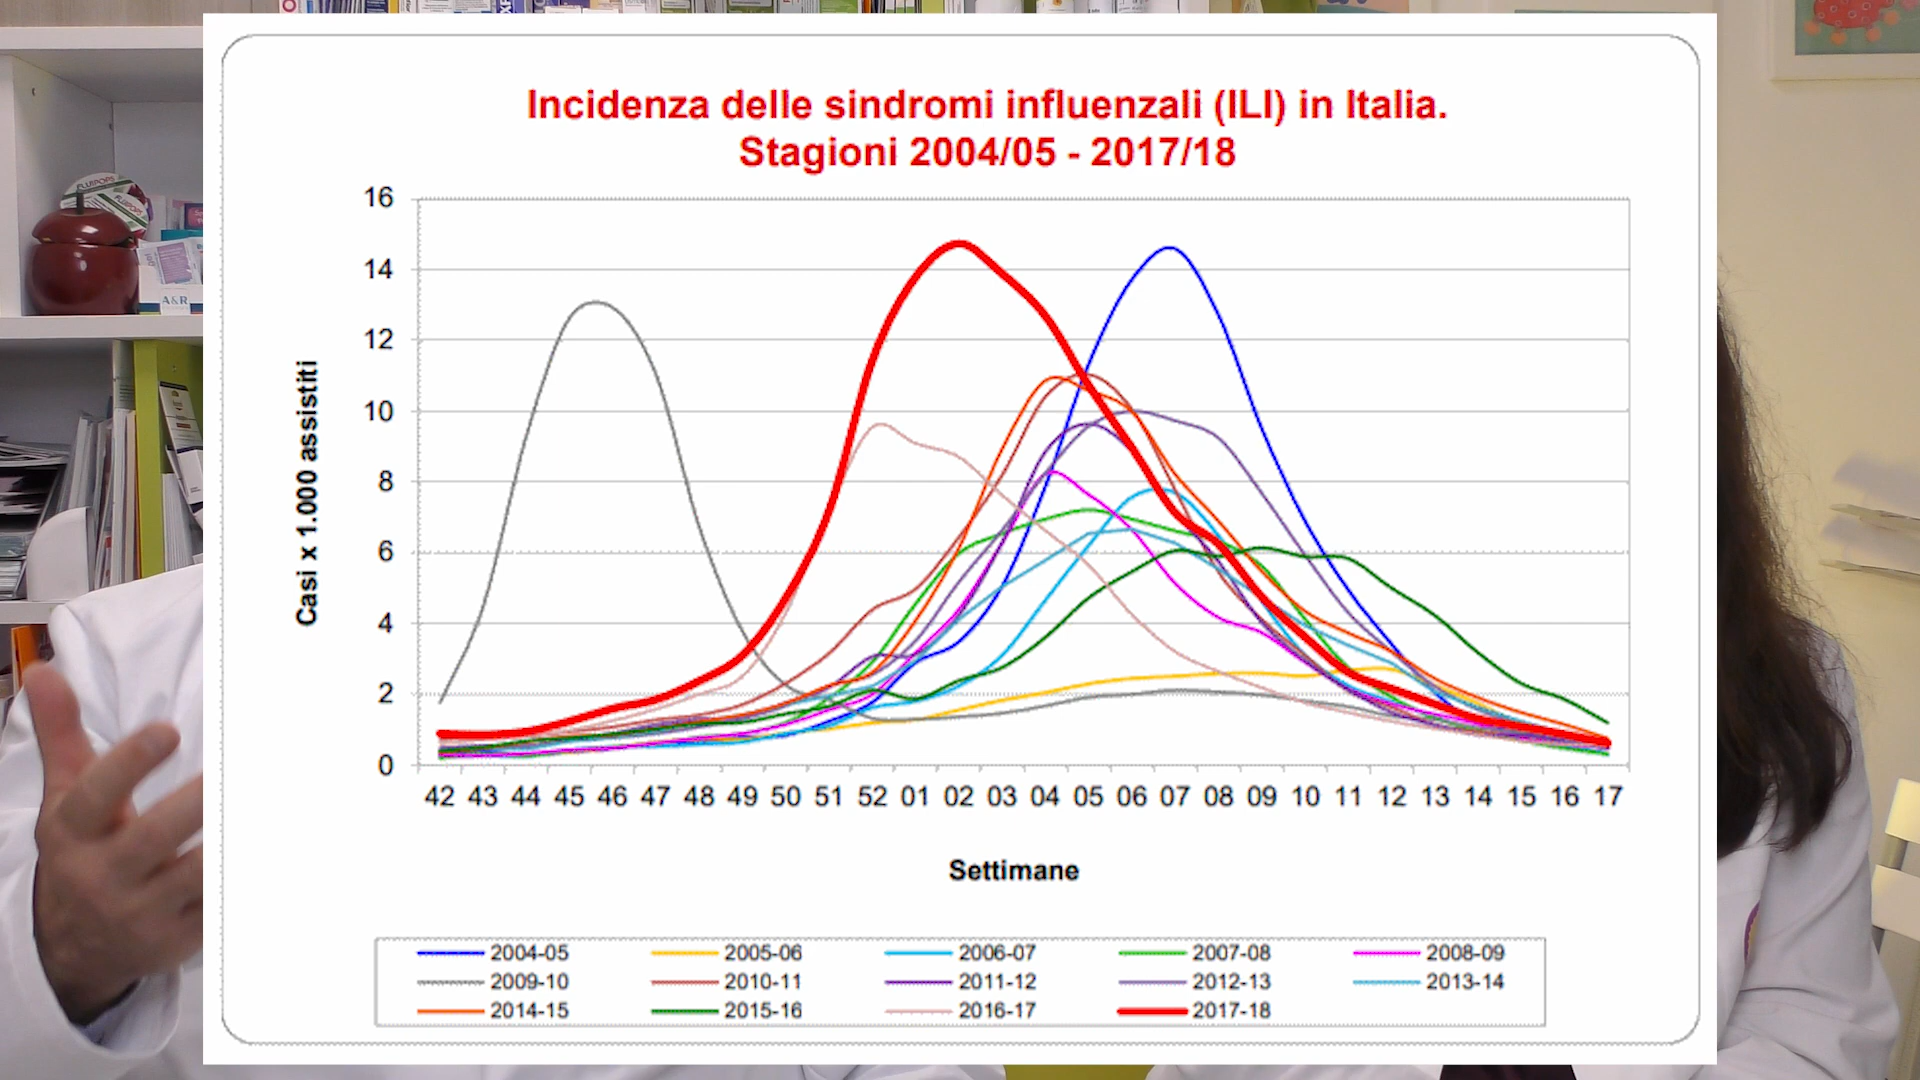 Incidenza delle sindromi influenzali (ILI) in Italia.
Stagioni 2004/05 - 2017/18
16
14
12
10
8
6
4
2
0
Casi x 1.000 assistiti
42 43 44 45 46 47 48 49 50 51 52 01 02 03 04 05 06 07 08 09 10 11 12 13 14 15 16 17
Settimane
2004-05 2005-06 2006-07 2007-08 2008-09
2009-10 2010-11 2011-12 2012-13 2013-14
2014-15 2015-16 2016-17 2017-18
A&R